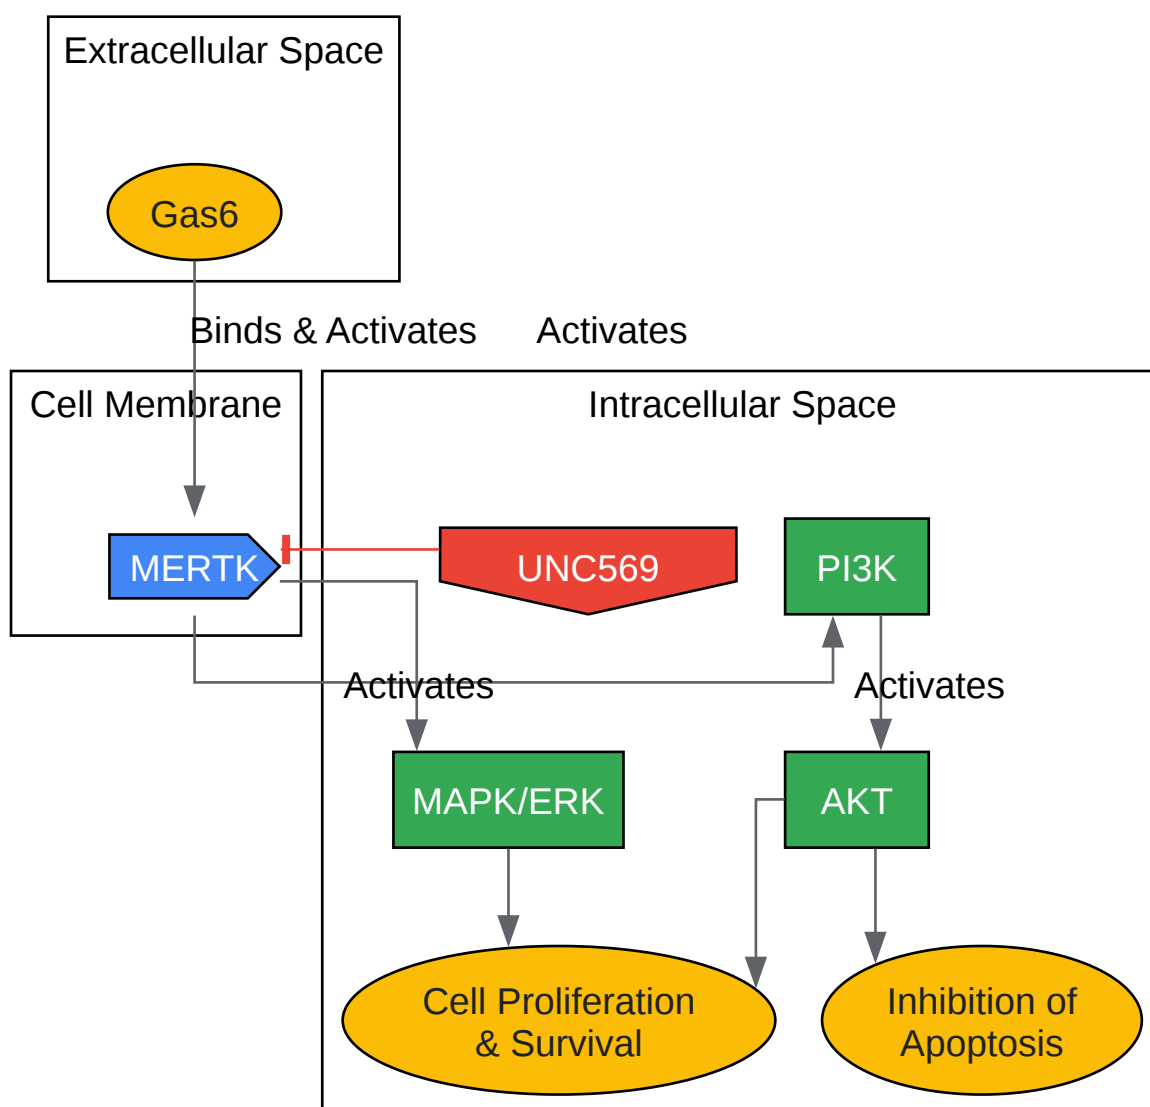 Extracellular Space
Gas6
Binds & Activates
Activates
Cell Membrane
Intracellular Space
MERTK
UNC569
PI3K
Activates
Activates
MAPK/ERK
AKT
Cell Proliferation
& Survival
Inhibition of
Apoptosis